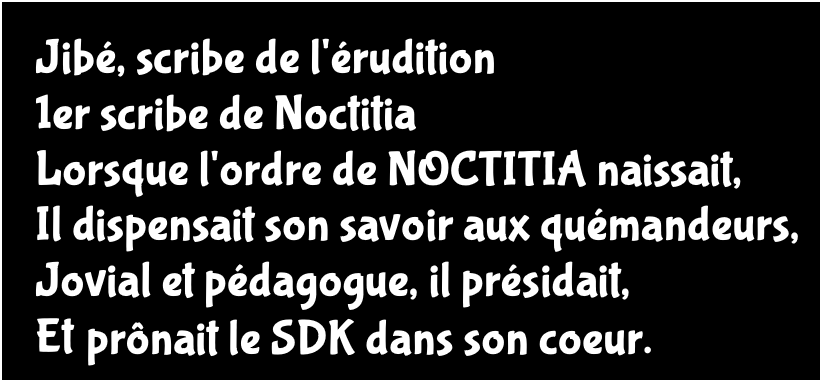 Jibé, scribe de l'érudition
1er scribe de Noctitia
Lorsque l'ordre de NOCTITIA naissait,
Il dispensait son savoir aux quémandeurs,
Jovial et pédagogue, il présidait,
Et prônait le SDK dans son coeur.